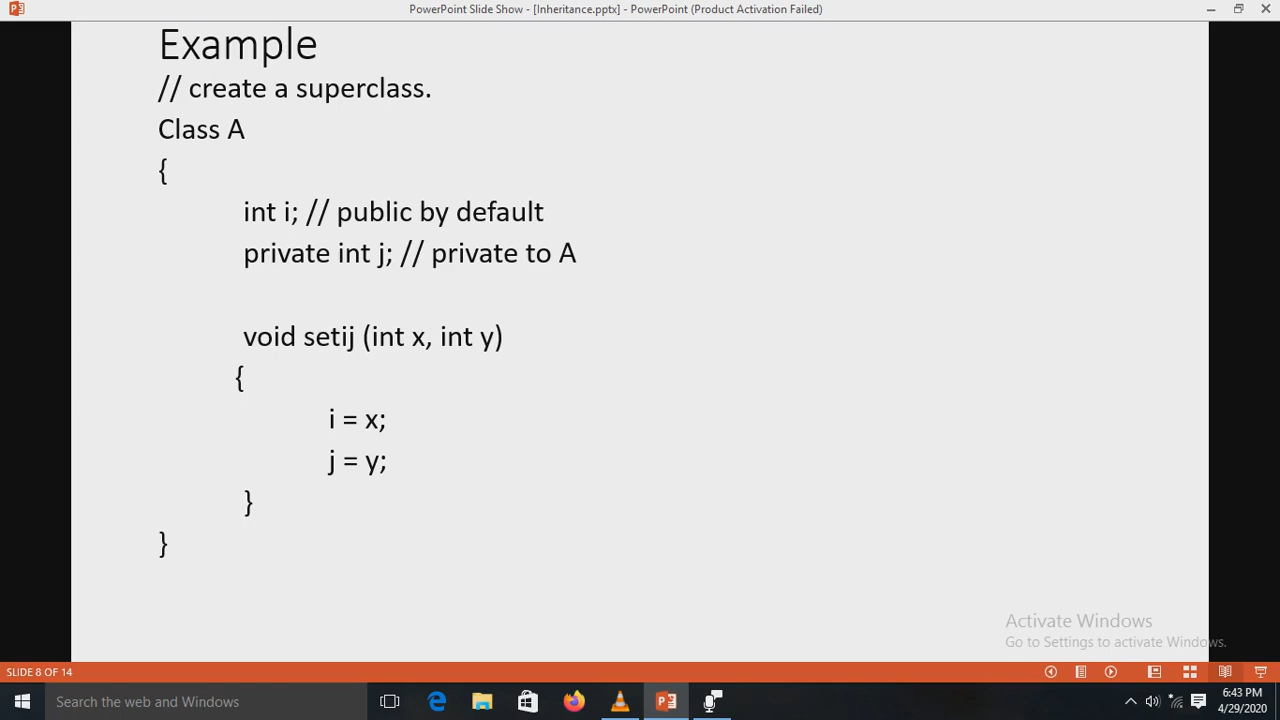 PowerPoint Slide Show - [Inheritance.pptx] - PowerPoint (Product Activation Failed)
Example
// create a superclass.
Class A
{
int i; // public by default
private int j; // private to A
void setij (int x, int y)
{
i = x;
j = y;
}
}
Activate Windows
Go to Settings to activate Windows.
SLIDE 8 OF 14
Search the web and Windows
6:43 PM
4/29/2020